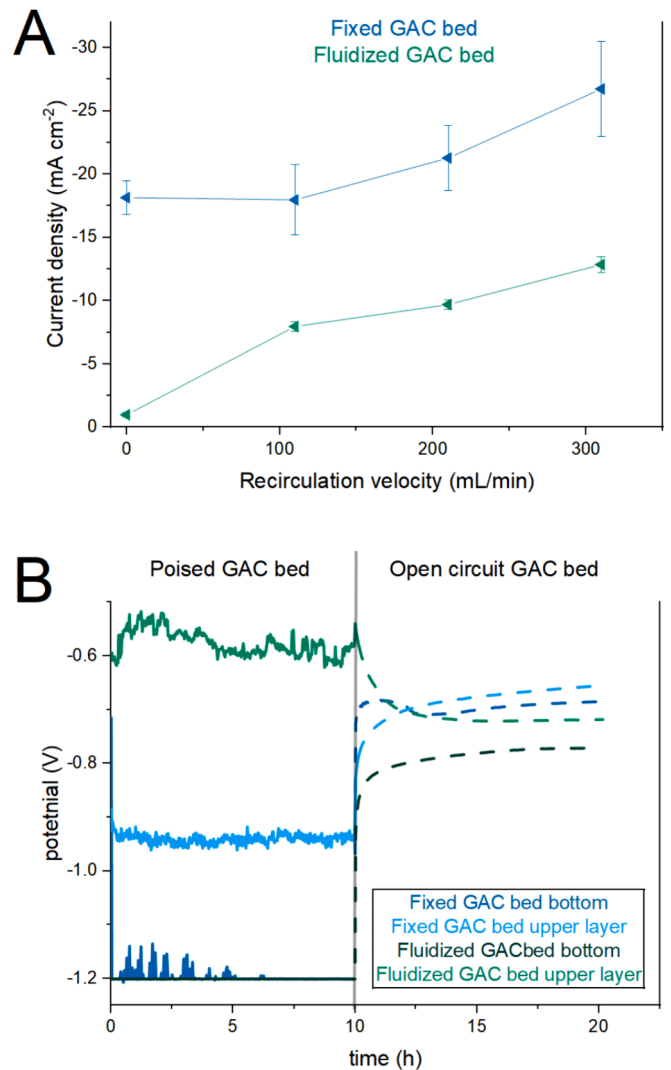 A
Fixed GAC bed
Fluidized GAC bed
Current density (mA cm⁻²)
-30
-25
-20
-15
-10
-5
0
0
100
200
300
Recirculation velocity (mL/min)
B
Poised GAC bed
Open circuit GAC bed
potetnial (V)
-0.6
-0.8
-1.0
-1.2
Fixed GAC bed bottom
Fixed GAC bed upper layer
Fluidized GACbed bottom
Fluidized GAC bed upper layer
0
5
10
15
20
time (h)